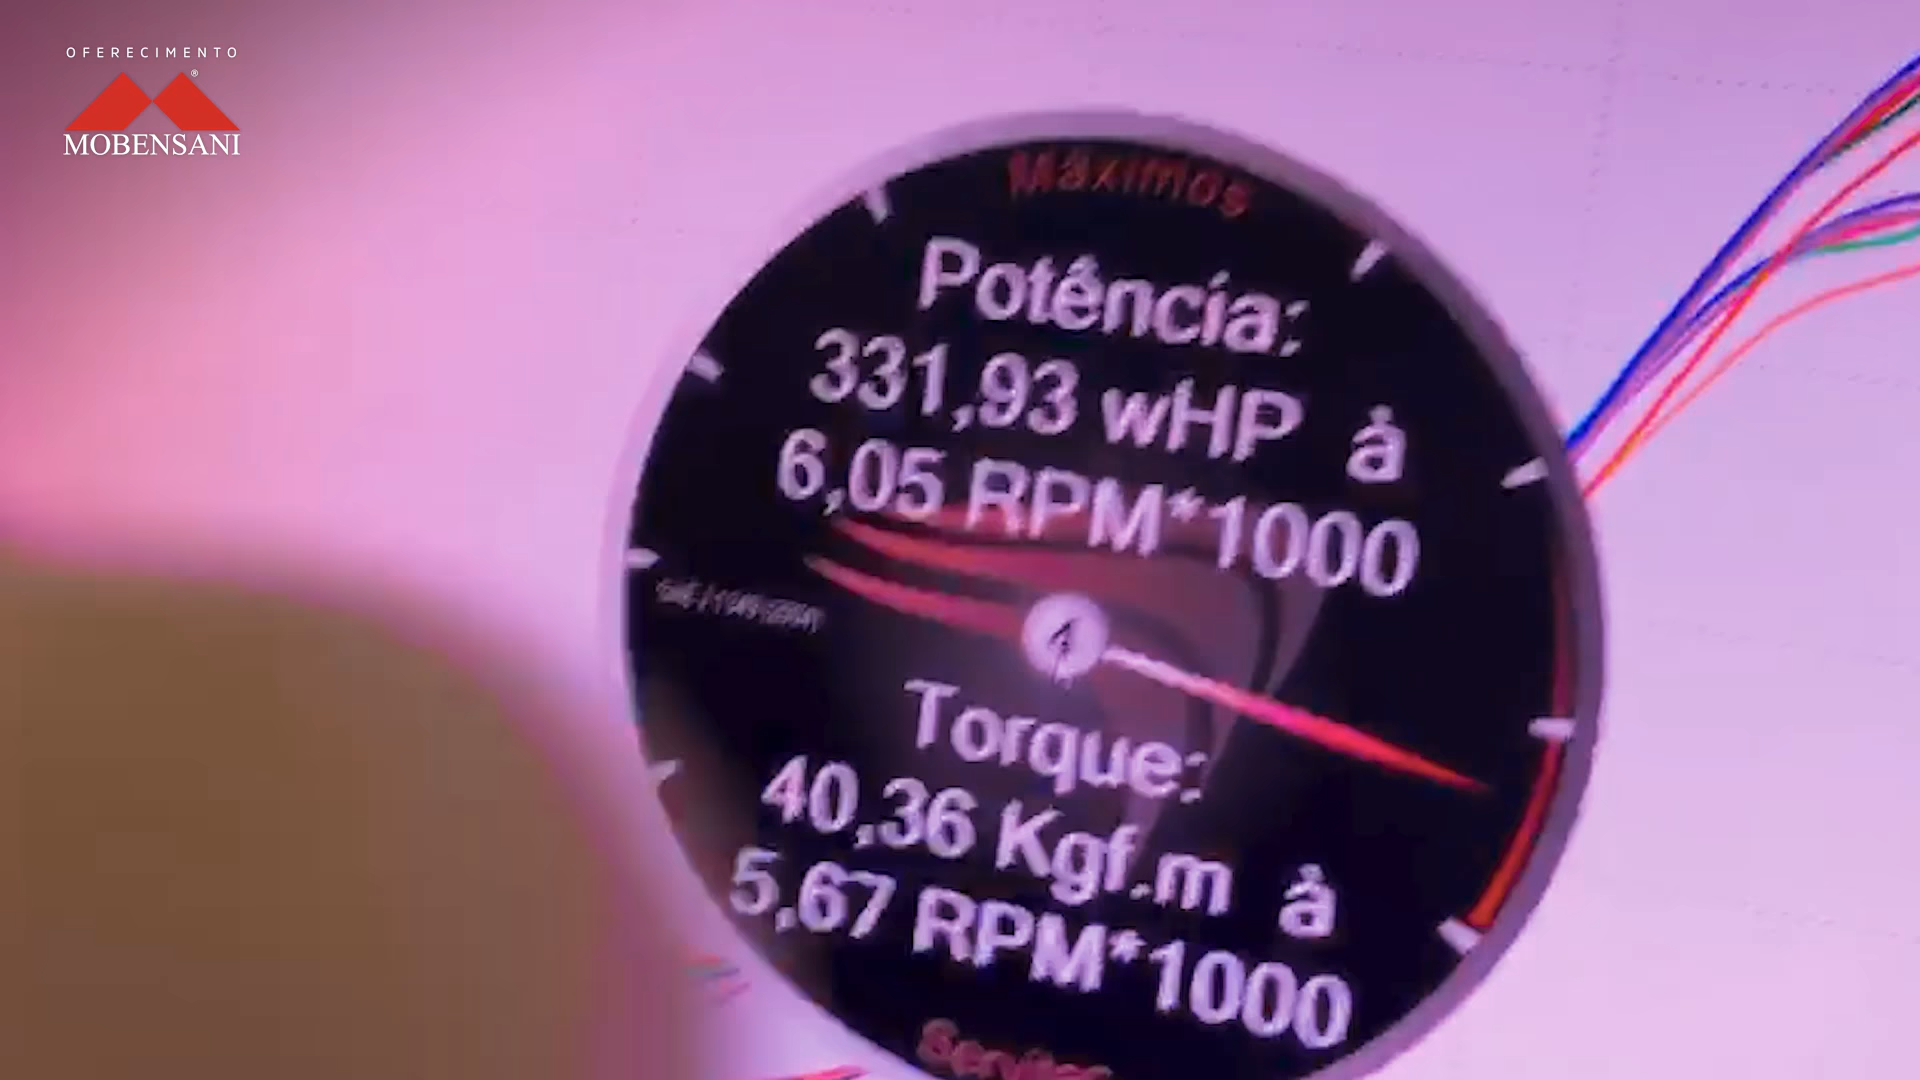 OFERECIMENTO
MOBENSANI
Máximos
Potência:
331,93 wHP à
6,05 RPM*1000
Torque:
40,36 Kgf.m à
5,67 RPM*1000